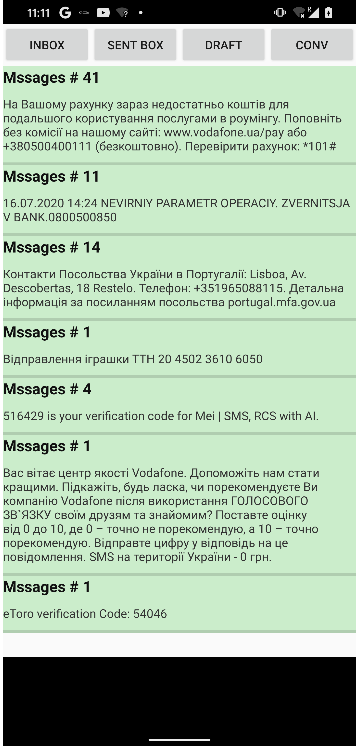 11:11
INBOX
SENT BOX
DRAFT
CONV
Mssages # 41
На Вашому рахунку зараз недостатньо коштів для
подальшого користування послугами в роумінгу. Поповніть
без комісії на нашому сайті: www.vodafone.ua/pay або
+380500400111 (безкоштовно). Перевірити рахунок: *101#
Mssages # 11
16.07.2020 14:24 NEVIRNIY PARAMETR OPERACIY. ZVERNITSJA
V BANK.0800500850
Mssages # 14
Контакти Посольства України в Португалії: Lisboa, Av.
Descobertas, 18 Restelo. Телефон: +351965088115. Детальна
інформація за посиланням посольства portugal.mfa.gov.ua
Mssages # 1
Відправлення іграшки ТТН 20 4502 3610 6050
Mssages # 4
516429 is your verification code for Mei | SMS, RCS with AI.
Mssages # 1
Вас вітає центр якості Vodafone. Допоможіть нам стати
кращими. Підкажіть, будь ласка, чи порекомендуєте Ви
компанію Vodafone після використання ГОЛОСОВОГО
ЗВ`ЯЗКУ своїм друзям та знайомим? Поставте оцінку
від 0 до 10, де 0 – точно не порекомендую, а 10 – точно
порекомендую. Відправте цифру у відповідь на це
повідомлення. SMS на території України - 0 грн.
Mssages # 1
eToro verification Code: 54046